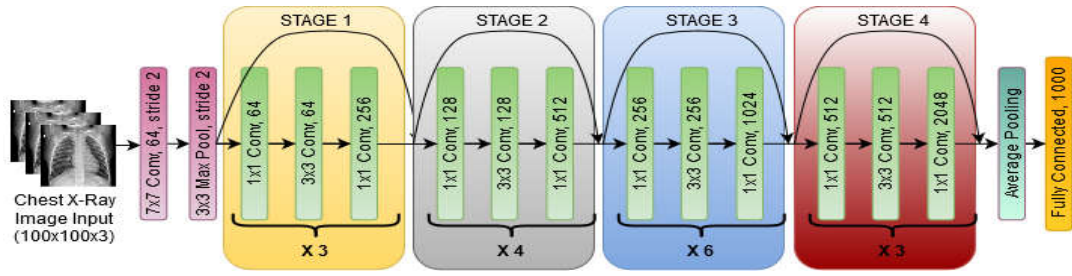 STAGE 1
STAGE 2
STAGE 3
STAGE 4
Chest X-Ray
Image Input
(100x100x3)
7x7 Conv, 64, stride 2
3x3 Max Pool, stride 2
1x1 Conv, 64
3x3 Conv, 64
1x1 Conv, 256
X 3
1x1 Conv, 128
3x3 Conv, 128
1x1 Conv, 512
X 4
1x1 Conv, 256
3x3 Conv, 256
1x1 Conv, 1024
X 6
1x1 Conv, 512
3x3 Conv, 512
1x1 Conv, 2048
X 3
Average Pooling
Fully Connected, 1000